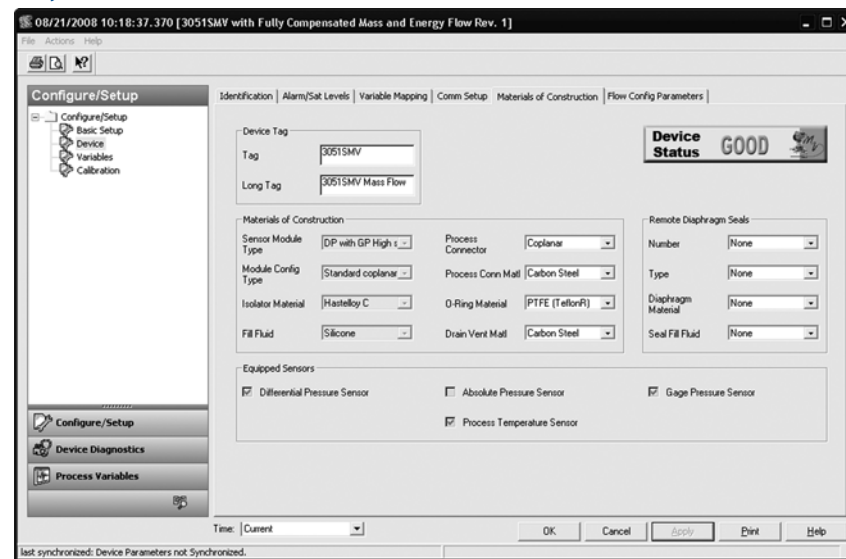 08/21/2008 10:18:37.370 [3051SMV with Fully Compensated Mass and Energy Flow Rev. 1]
File Actions Help
Configure/Setup
Configure/Setup
Basic Setup
Device
Variables
Calibration
Configure/Setup
Device Diagnostics
Process Variables
Identification Alarm/Sat Levels Variable Mapping Comm Setup Materials of Construction Flow Config Parameters
Device Tag
Tag 3051SMV
Long Tag 3051SMV Mass Flow
Device Status GOOD
Materials of Construction
Sensor Module Type DP with GP High s
Module Config Type Standard coplanar
Isolator Material Hastelloy C
Fill Fluid Silicone
Process Connector Coplanar
Process Conn Matl Carbon Steel
O-Ring Material PTFE (TeflonR)
Drain Vent Matl Carbon Steel
Remote Diaphragm Seals
Number None
Type None
Diaphragm Material None
Seal Fill Fluid None
Equipped Sensors
Differential Pressure Sensor Absolute Pressure Sensor Gage Pressure Sensor
Process Temperature Sensor
Time: Current OK Cancel Apply Print Help
last synchronized: Device Parameters not Synchronized.